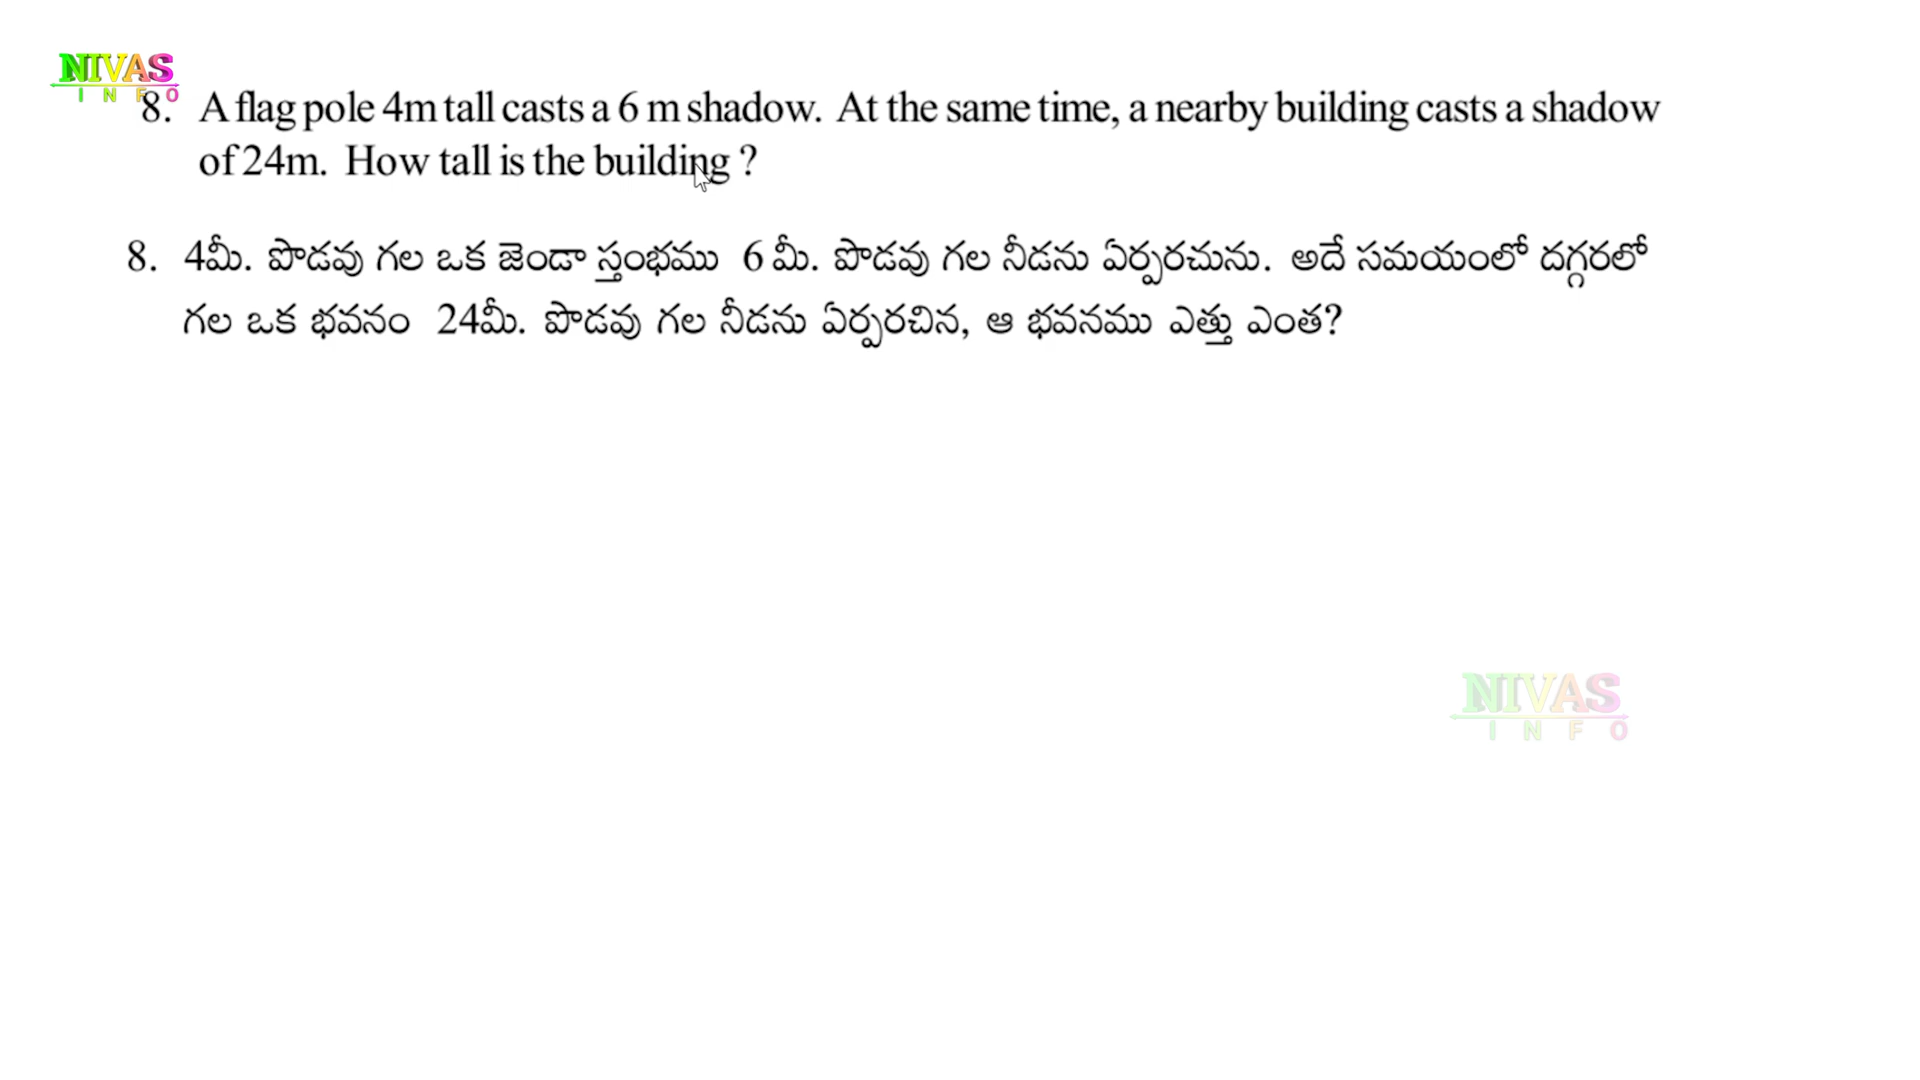 NIVAS
INFO
8. A flag pole 4m tall casts a 6 m shadow. At the same time, a nearby building casts a shadow
of 24m. How tall is the building ?
8. 4మీ. పొడవు గల ఒక జెండా స్తంభము 6 మీ. పొడవు గల నీడను ఏర్పరచును. అదే సమయంలో దగ్గరలో
గల ఒక భవనం 24మీ. పొడవు గల నీడను ఏర్పరచిన, ఆ భవనము ఎత్తు ఎంత?
NIVAS
INFO